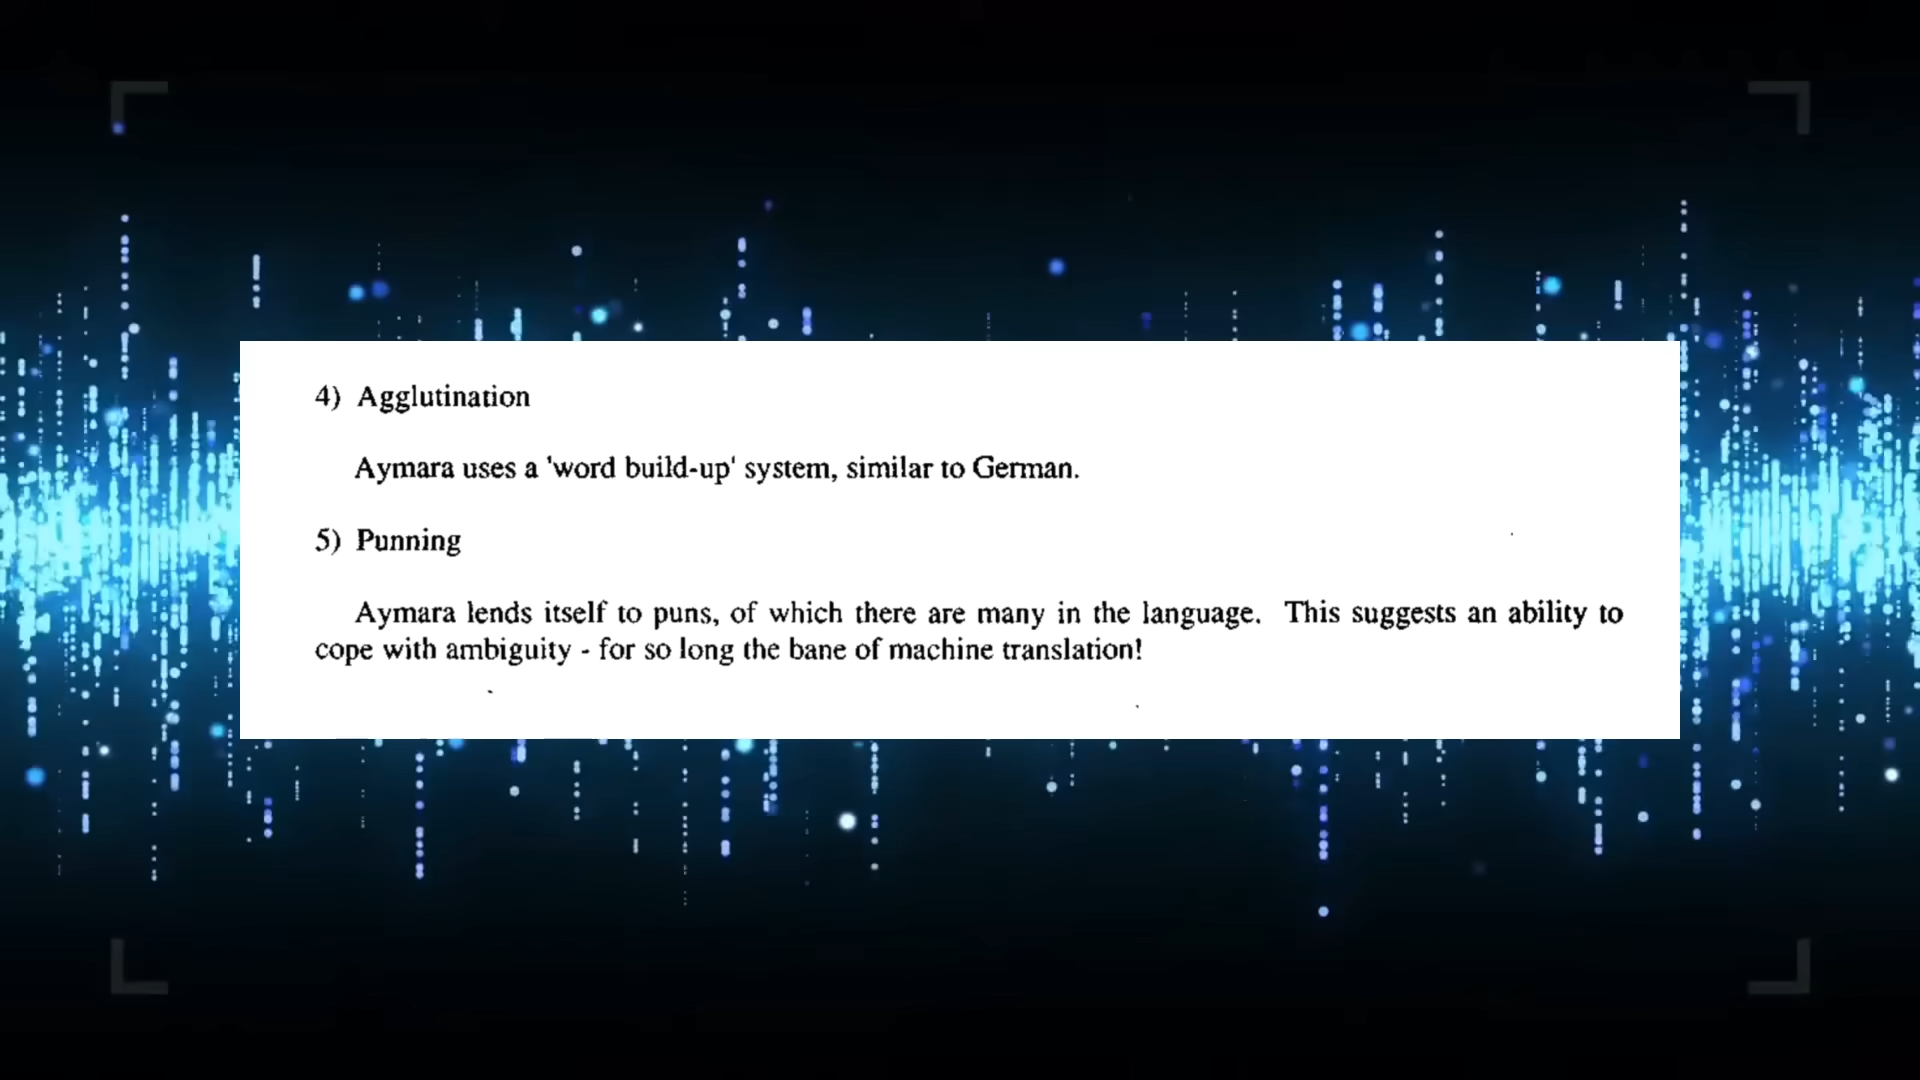 4) Agglutination
Aymara uses a 'word build-up' system, similar to German.
5) Punning
Aymara lends itself to puns, of which there are many in the language. This suggests an ability to
cope with ambiguity - for so long the bane of machine translation!